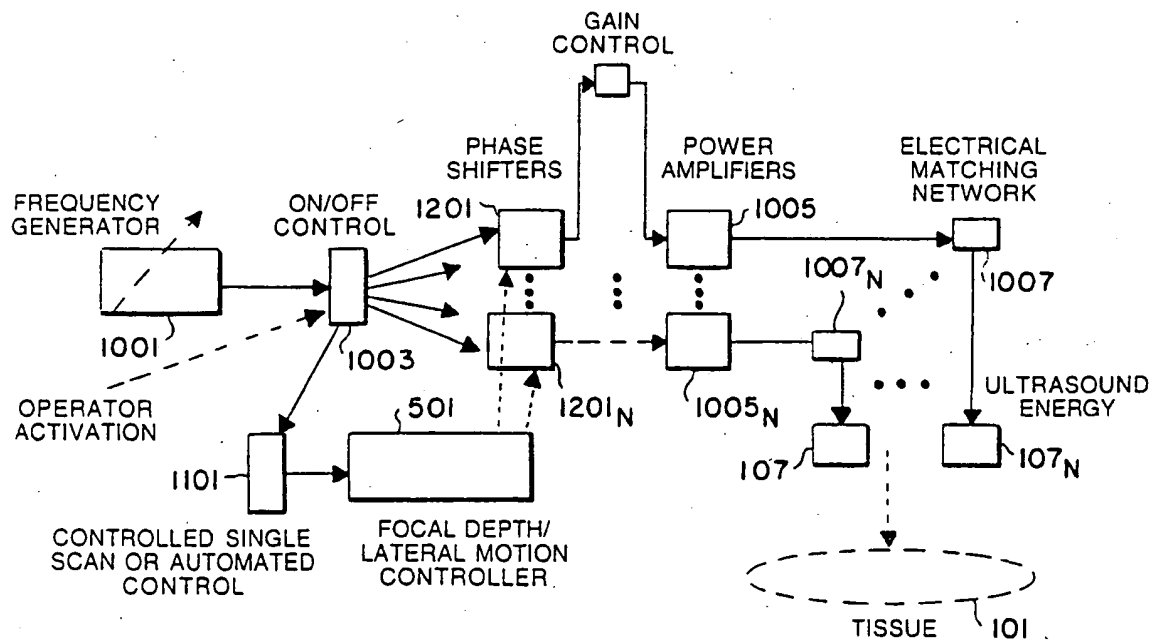 GAIN
CONTROL
PHASE
SHIFTERS
POWER
AMPLIFIERS
ELECTRICAL
MATCHING
NETWORK
FREQUENCY
GENERATOR
ON/OFF
CONTROL
1201
1005
1007
1007N
1001
1003
OPERATOR
ACTIVATION
501
1201N
1005N
ULTRASOUND
ENERGY
1101
107
107N
CONTROLLED SINGLE
SCAN OR AUTOMATED
CONTROL
FOCAL DEPTH/
LATERAL MOTION
CONTROLLER
TISSUE
101